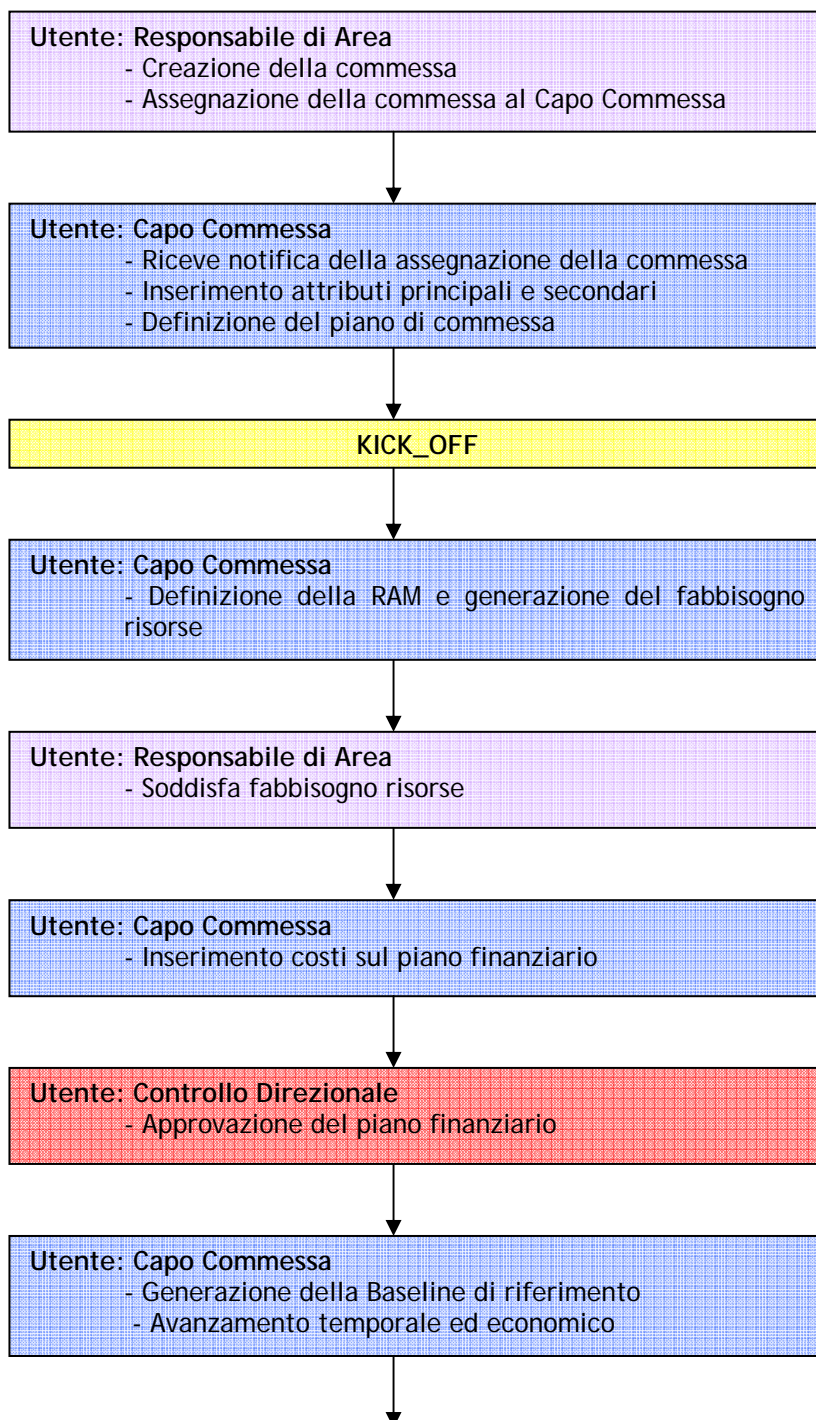 Utente: Responsabile di Area
- Creazione della commessa
- Assegnazione della commessa al Capo Commessa
Utente: Capo Commessa
- Riceve notifica della assegnazione della commessa
- Inserimento attributi principali e secondari
- Definizione del piano di commessa
KICK_OFF
Utente: Capo Commessa
- Definizione della RAM e generazione del fabbisogno
risorse
Utente: Responsabile di Area
- Soddisfa fabbisogno risorse
Utente: Capo Commessa
- Inserimento costi sul piano finanziario
Utente: Controllo Direzionale
- Approvazione del piano finanziario
Utente: Capo Commessa
- Generazione della Baseline di riferimento
- Avanzamento temporale ed economico